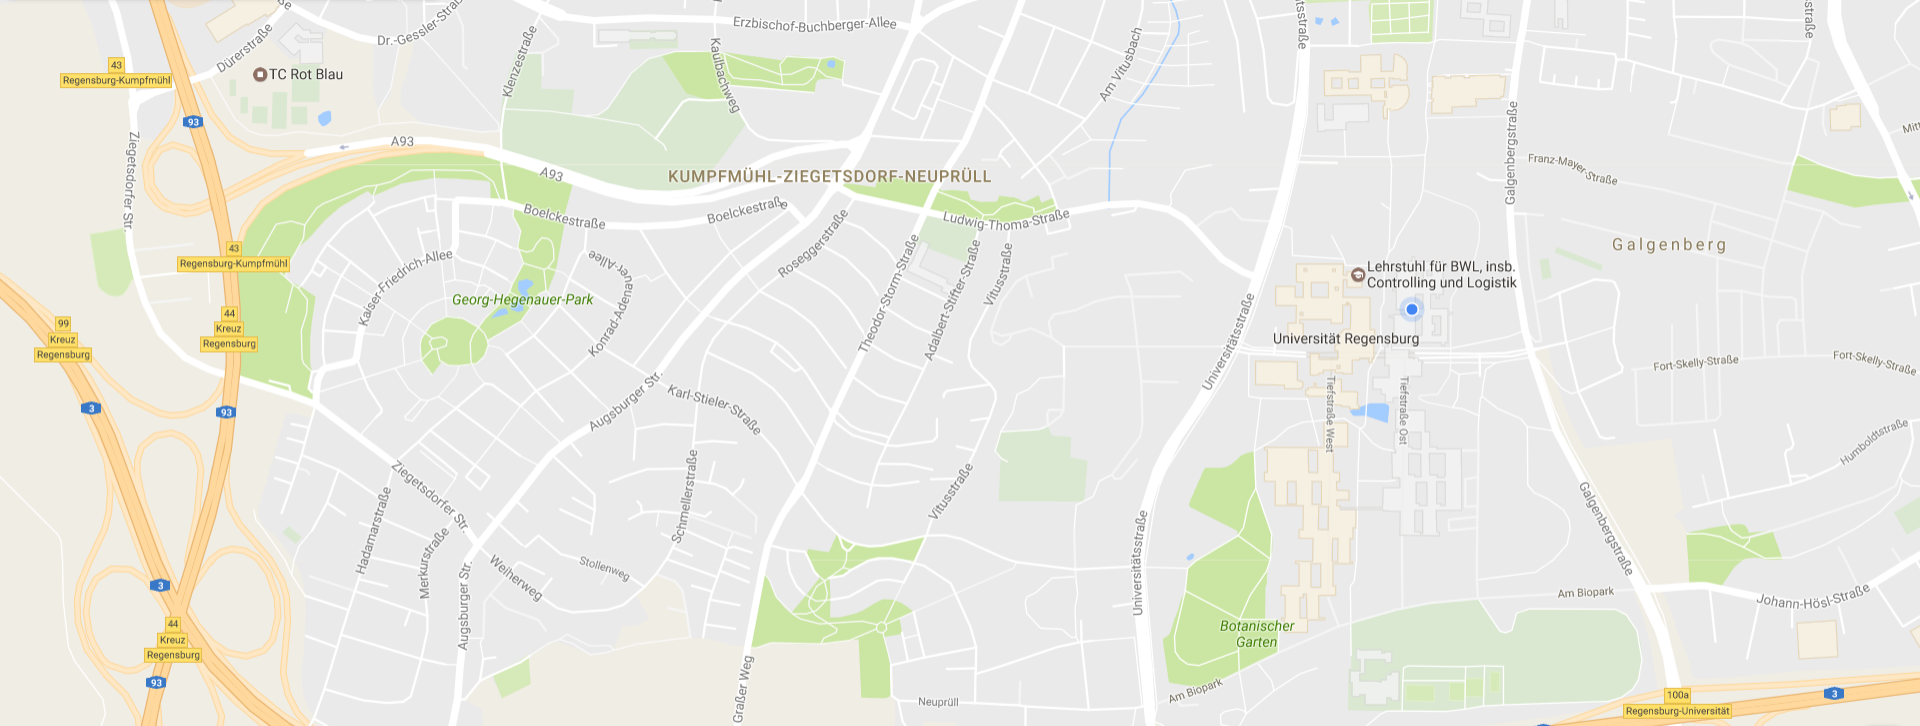 Erzbischof-Buchberger-Allee
Dr.-Gessler-Straße
Dürerstraße
43
Regensburg-Kumpfmühl
TC Rot Blau
Klenzestraße
Kaulbachweg
Am Vitusbach
93
A93
A93
Ziegetsdorfer Str.
KUMPFMÜHL-ZIEGETSDORF-NEUPRÜLL
Galgenbergstraße
Franz-Mayer-Straße
Boelckestraße
Boelckestraße
Ludwig-Thoma-Straße
Roseggerstraße
43
Regensburg-Kumpfmühl
Kaiser-Friedrich-Allee
Konrad-Adenauer-Allee
Georg-Hegenauer-Park
Theodor-Storm-Straße
Adalbert-Stifter-Straße
Vitusstraße
Galgenberg
Lehrstuhl für BWL, insb.
Controlling und Logistik
Universität Regensburg
Universitätsstraße
44
Kreuz
Regensburg
99
Kreuz
Regensburg
Fort-Skelly-Straße
Fort-Skelly-Straße
Tiefstraße West
Tiefstraße Ost
3
93
Augsburger Str.
Karl-Stieler-Straße
Humboldtstraße
Ziegetsdorfer Str.
Hadamarstraße
Merkurstraße
Schmellerstraße
Vitusstraße
Universitätsstraße
Galgenbergstraße
Weiherweg
Stollenweg
Augsburger Str.
3
44
Kreuz
Regensburg
93
Am Biopark
Johann-Hösl-Straße
Botanischer
Garten
Am Biopark
Graßer Weg
Neuprüll
100a
Regensburg-Universität
3